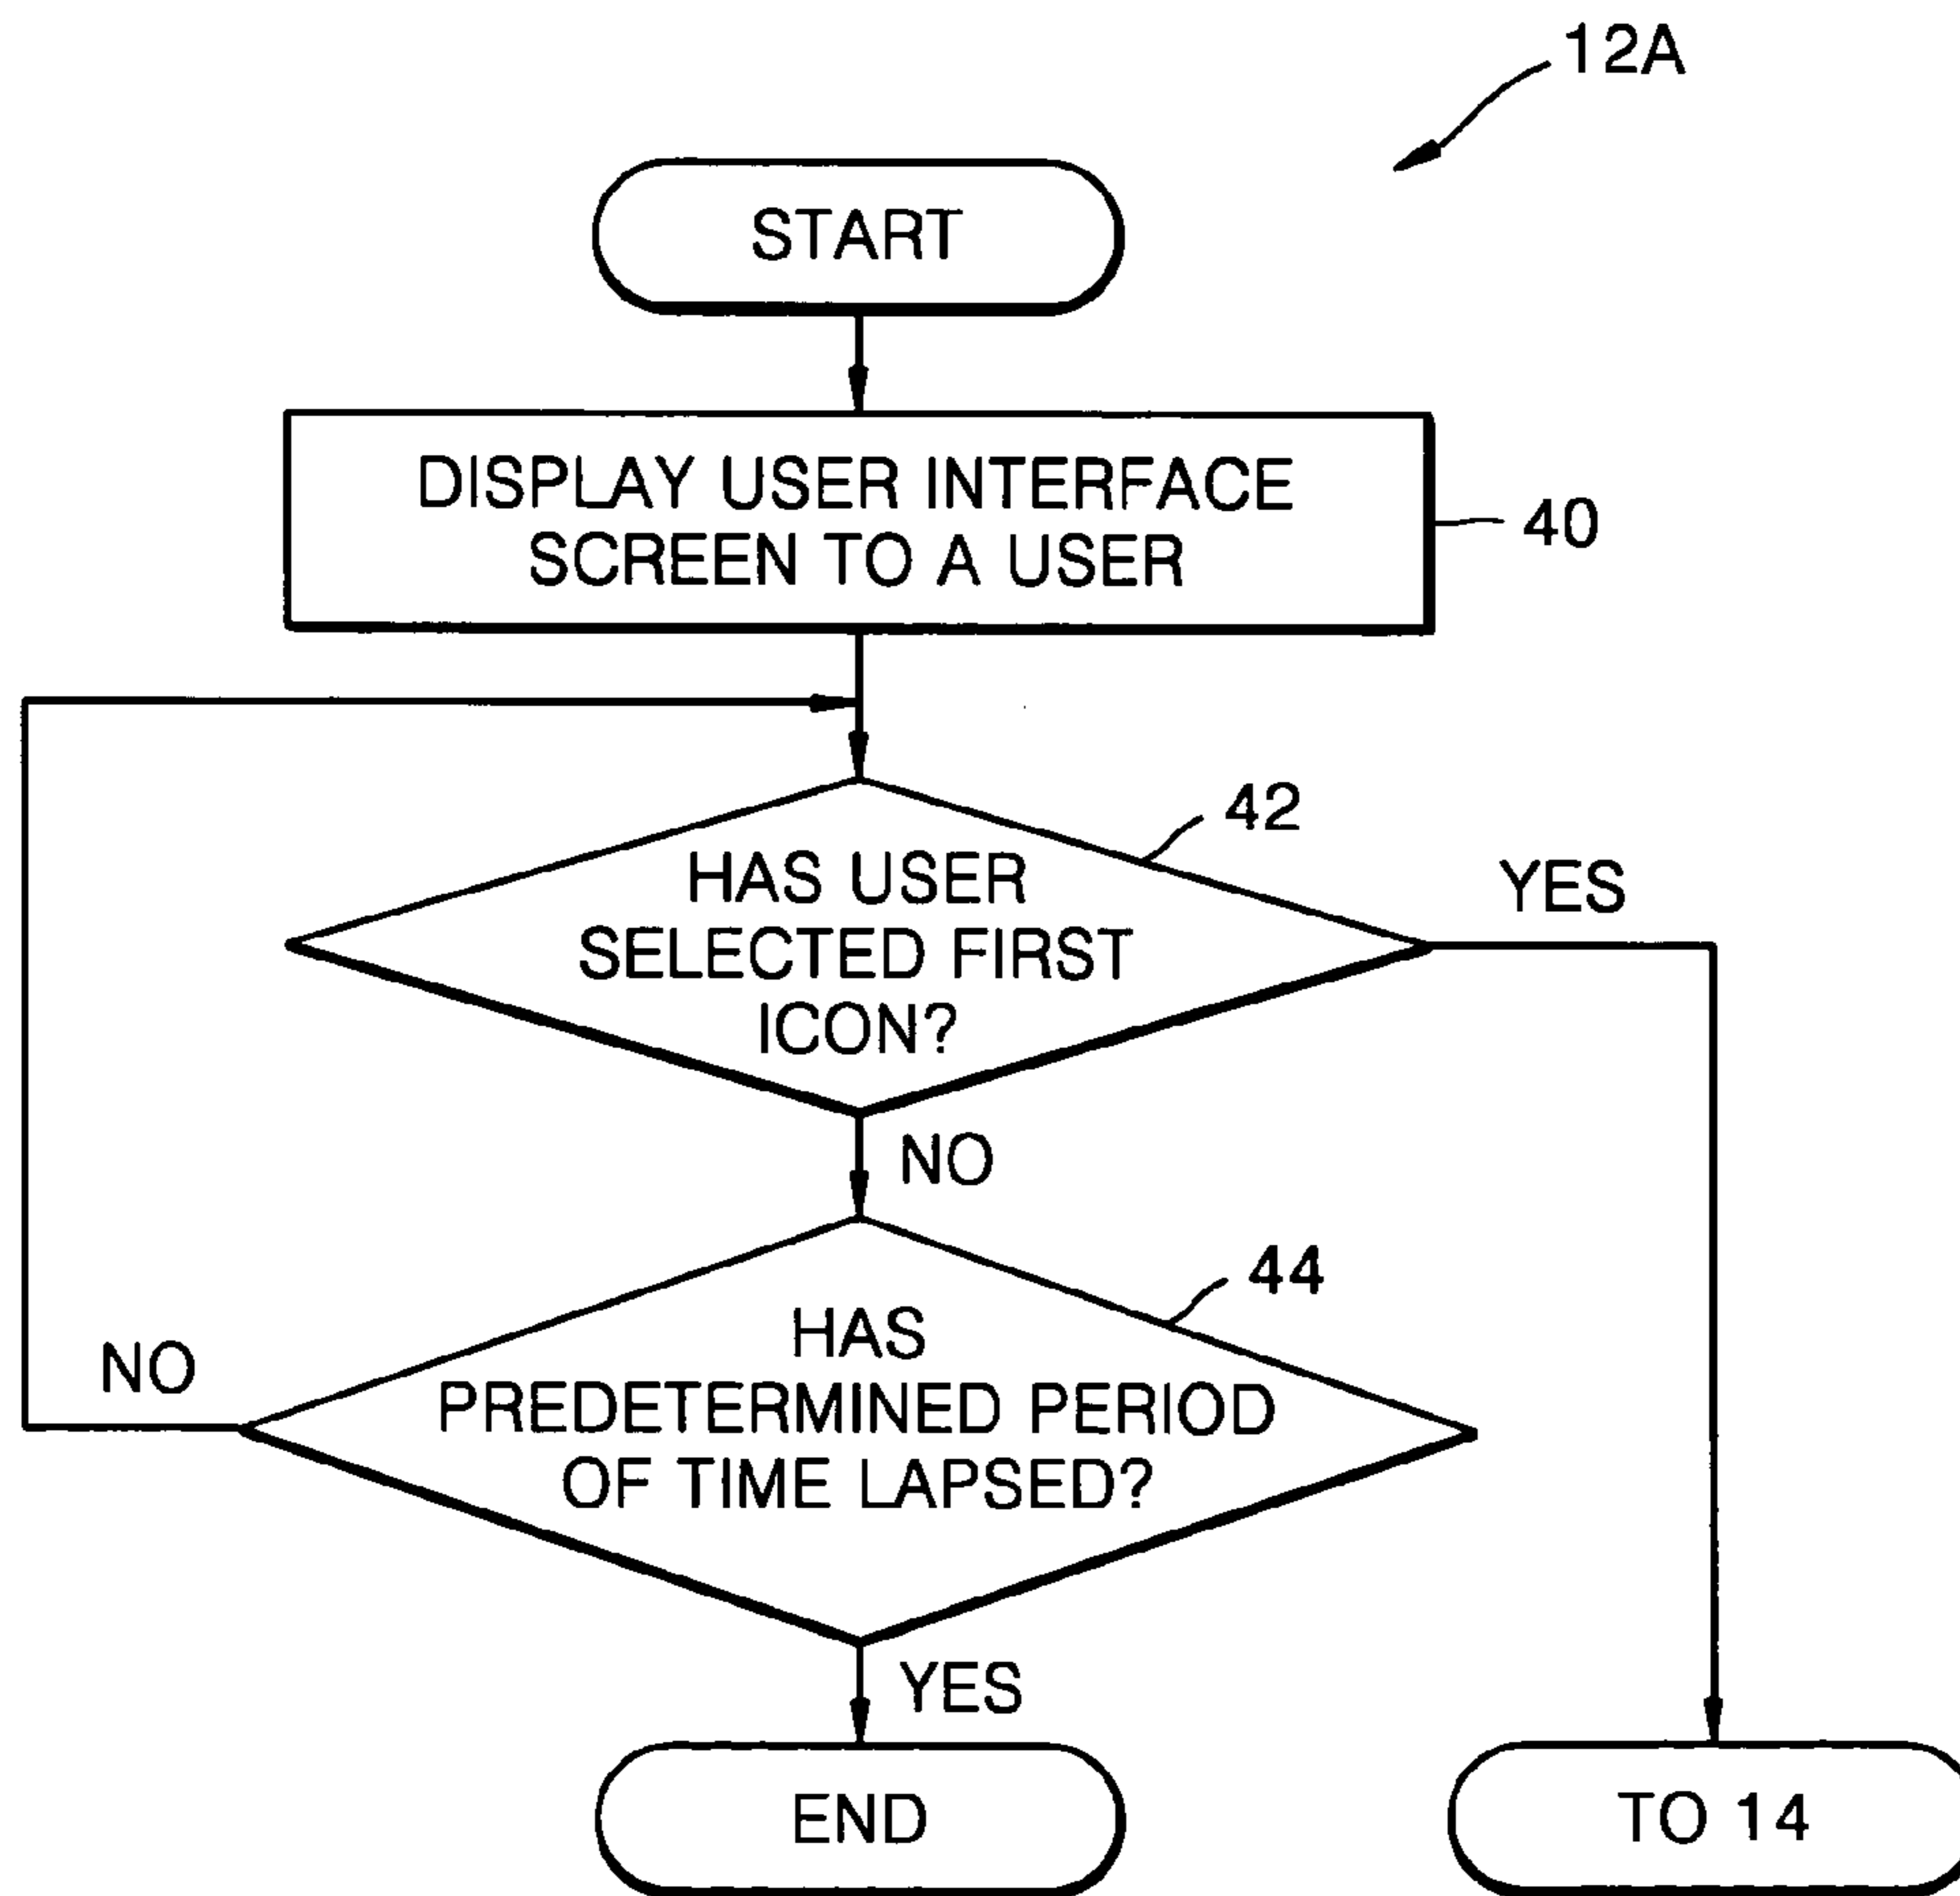 12A
START
DISPLAY USER INTERFACE
SCREEN TO A USER
40
42
HAS USER
SELECTED FIRST
ICON?
YES
NO
44
HAS
PREDETERMINED PERIOD
OF TIME LAPSED?
NO
YES
END
TO 14